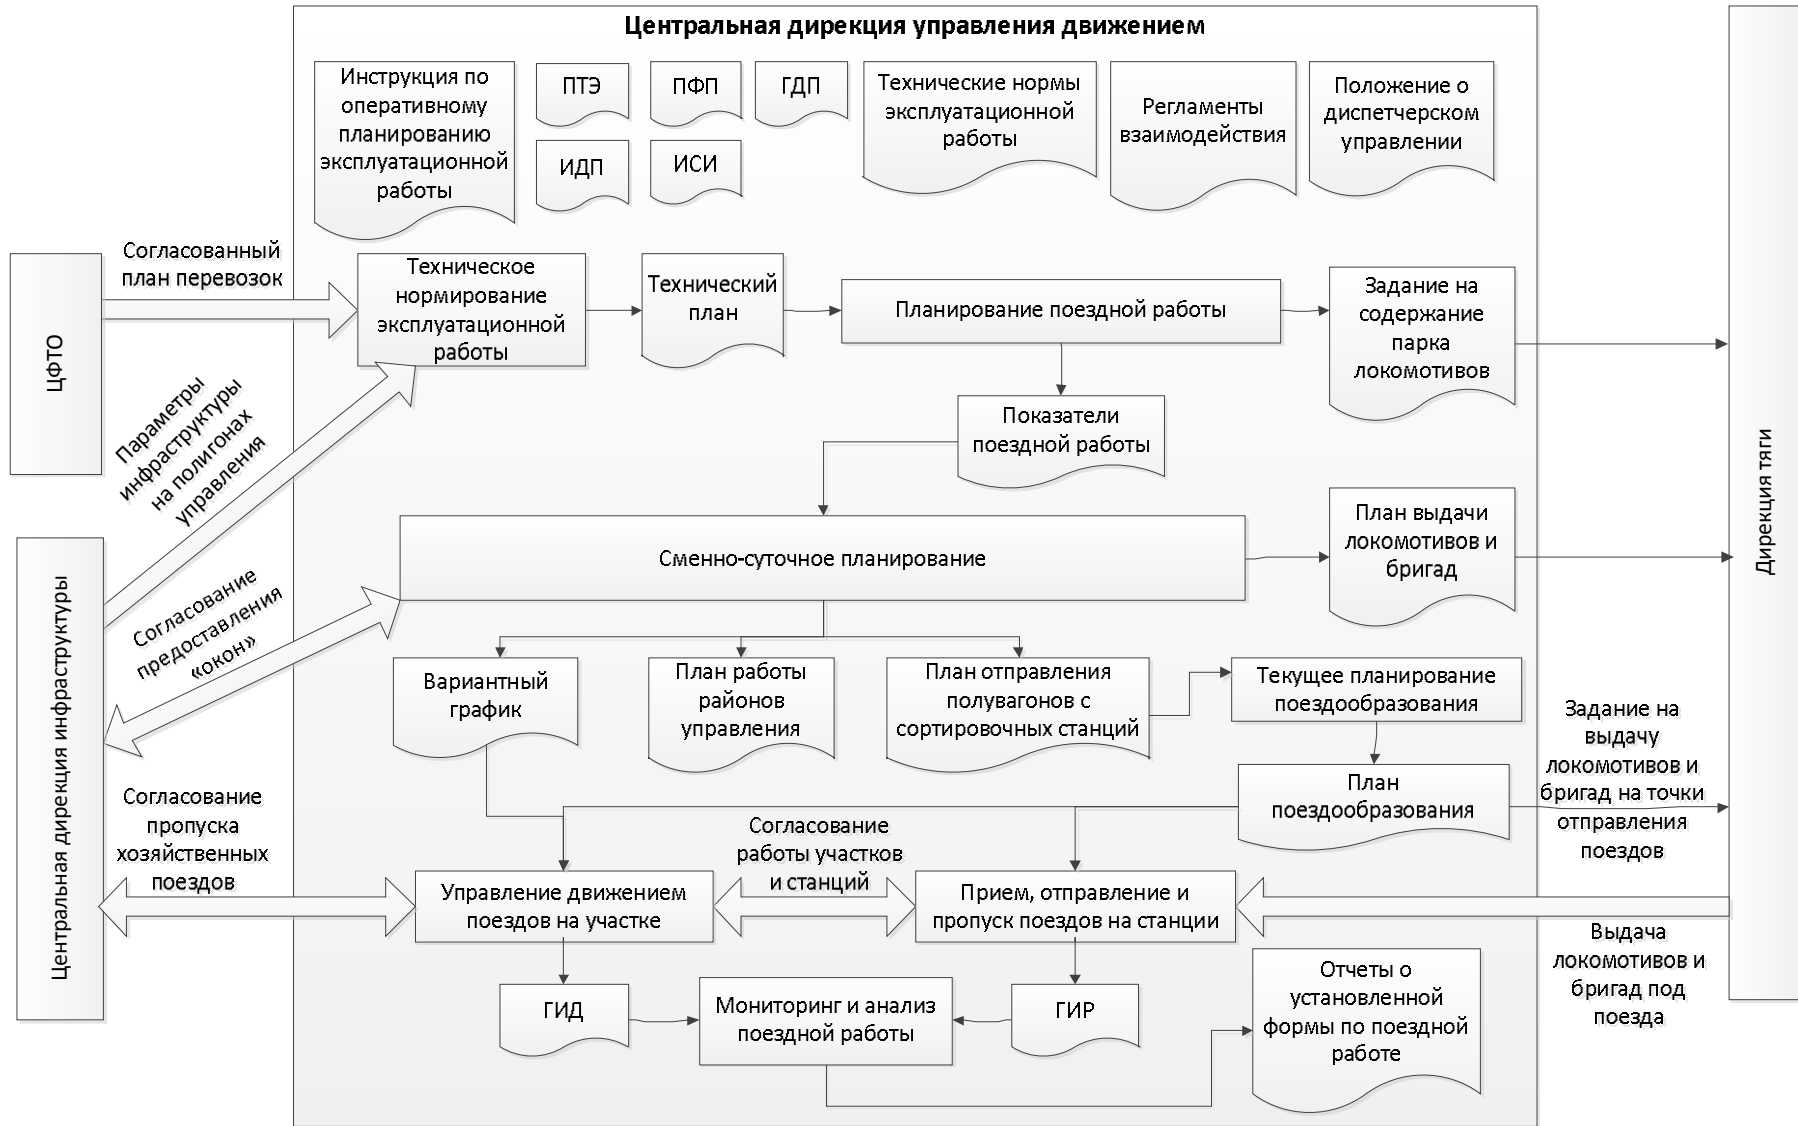 Центральная дирекция управления движением
Инструкция по
оперативному
планированию
эксплуатационной
работы
ПТЭ
ПФП
ГДП
ИДП
ИСИ
Технические нормы
эксплуатационной
работы
Регламенты
взаимодействия
Положение о
диспетчерском
управлении
Согласованный
план перевозок
ЦФТО
Техническое
нормирование
эксплуатационной
работы
Технический
план
Планирование поездной работы
Задание на
содержание
парка
локомотивов
Параметры
инфраструктуры
на полигонах
управления
Показатели
поездной работы
Дирекция тяги
Центральная дирекция инфраструктуры
Сменно-суточное планирование
План выдачи
локомотивов и
бригад
Согласование
предоставления
«окон»
Вариантный
график
План работы
районов
управления
План отправления
полувагонов с
сортировочных станций
Текущее планирование
поездообразования
Задание на
выдачу
локомотивов и
бригад на точки
отправления
поездов
План
поездообразования
Согласование
пропуска
хозяйственных
поездов
Согласование
работы участков
и станций
Управление движением
поездов на участке
Прием, отправление и
пропуск поездов на станции
Выдача
локомотивов и
бригад под
поезда
ГИД
Мониторинг и анализ
поездной работы
ГИР
Отчеты о
установленной
формы по поездной
работе